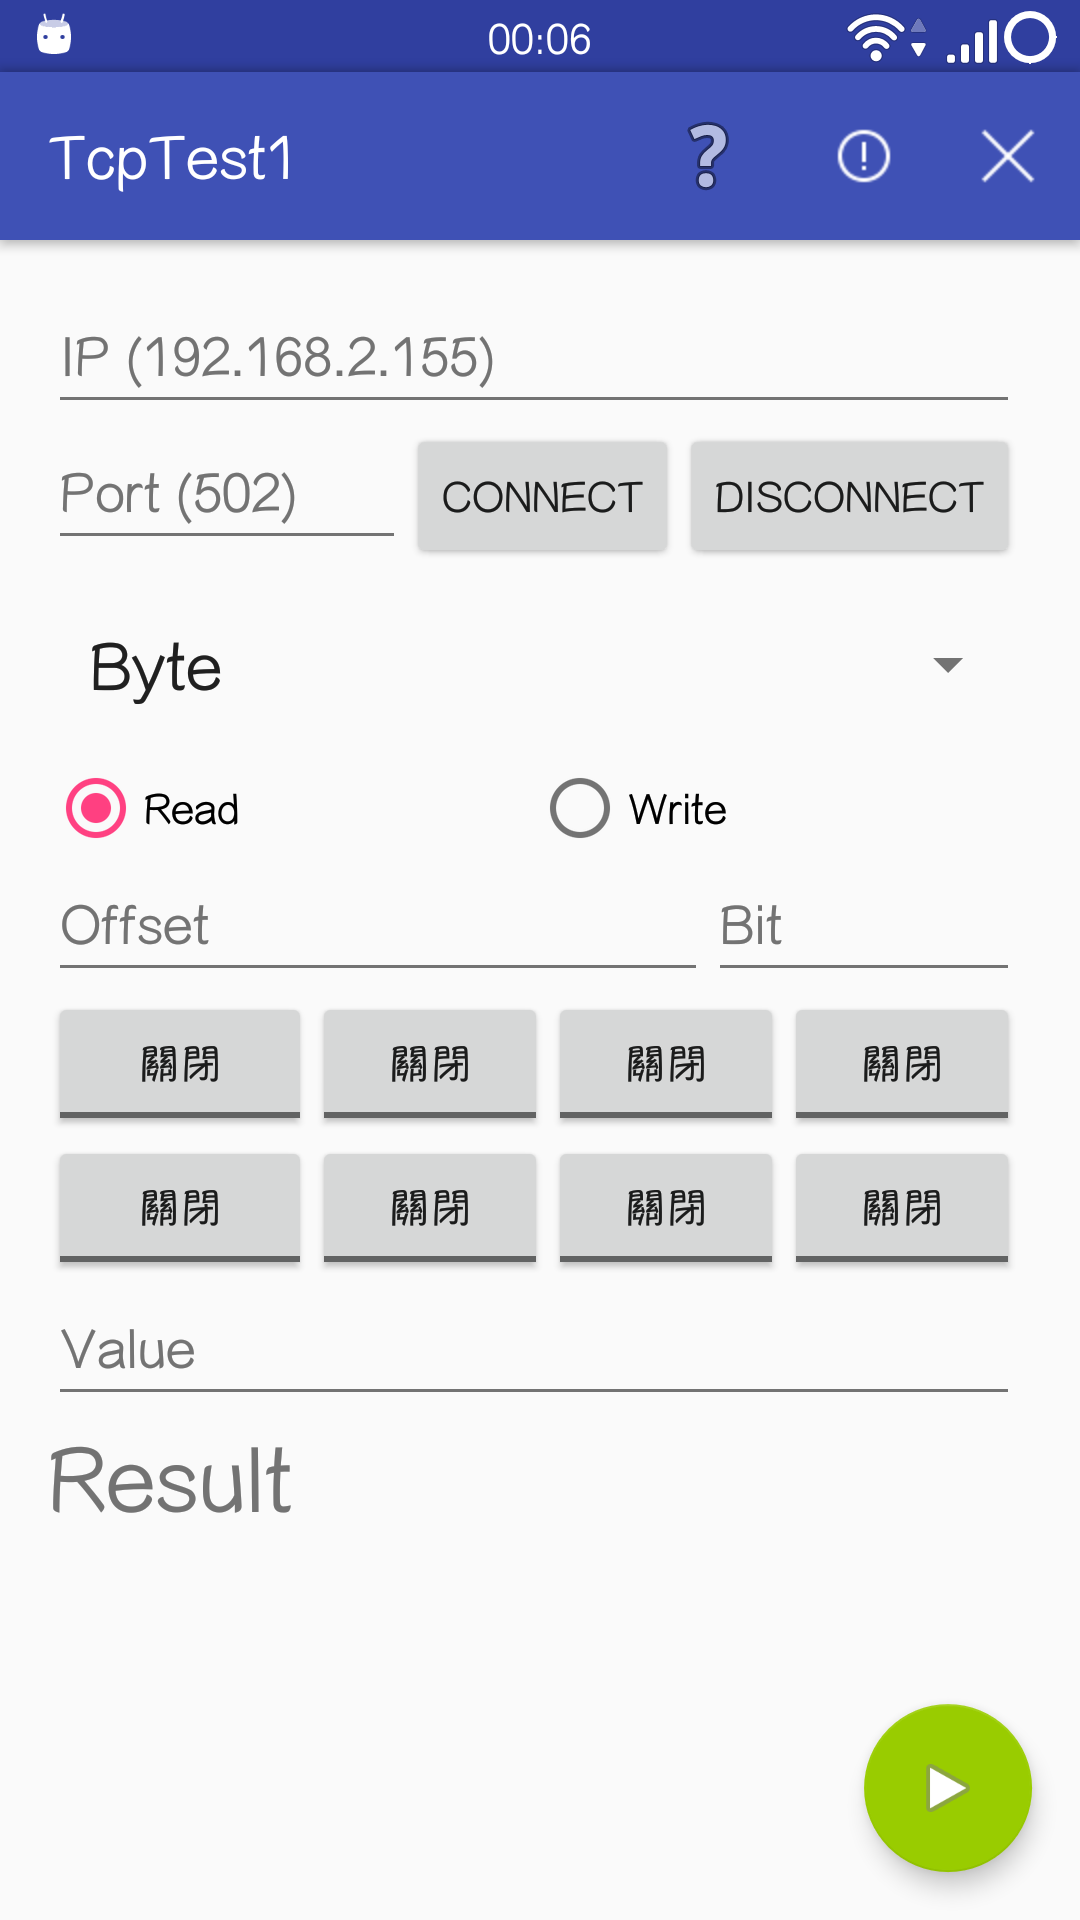 00:06
TcpTest1
IP (192.168.2.155)
Port (502) CONNECT DISCONNECT
Byte
Read Write
Offset Bit
關閉 關閉 關閉 關閉
關閉 關閉 關閉 關閉
Value
Result